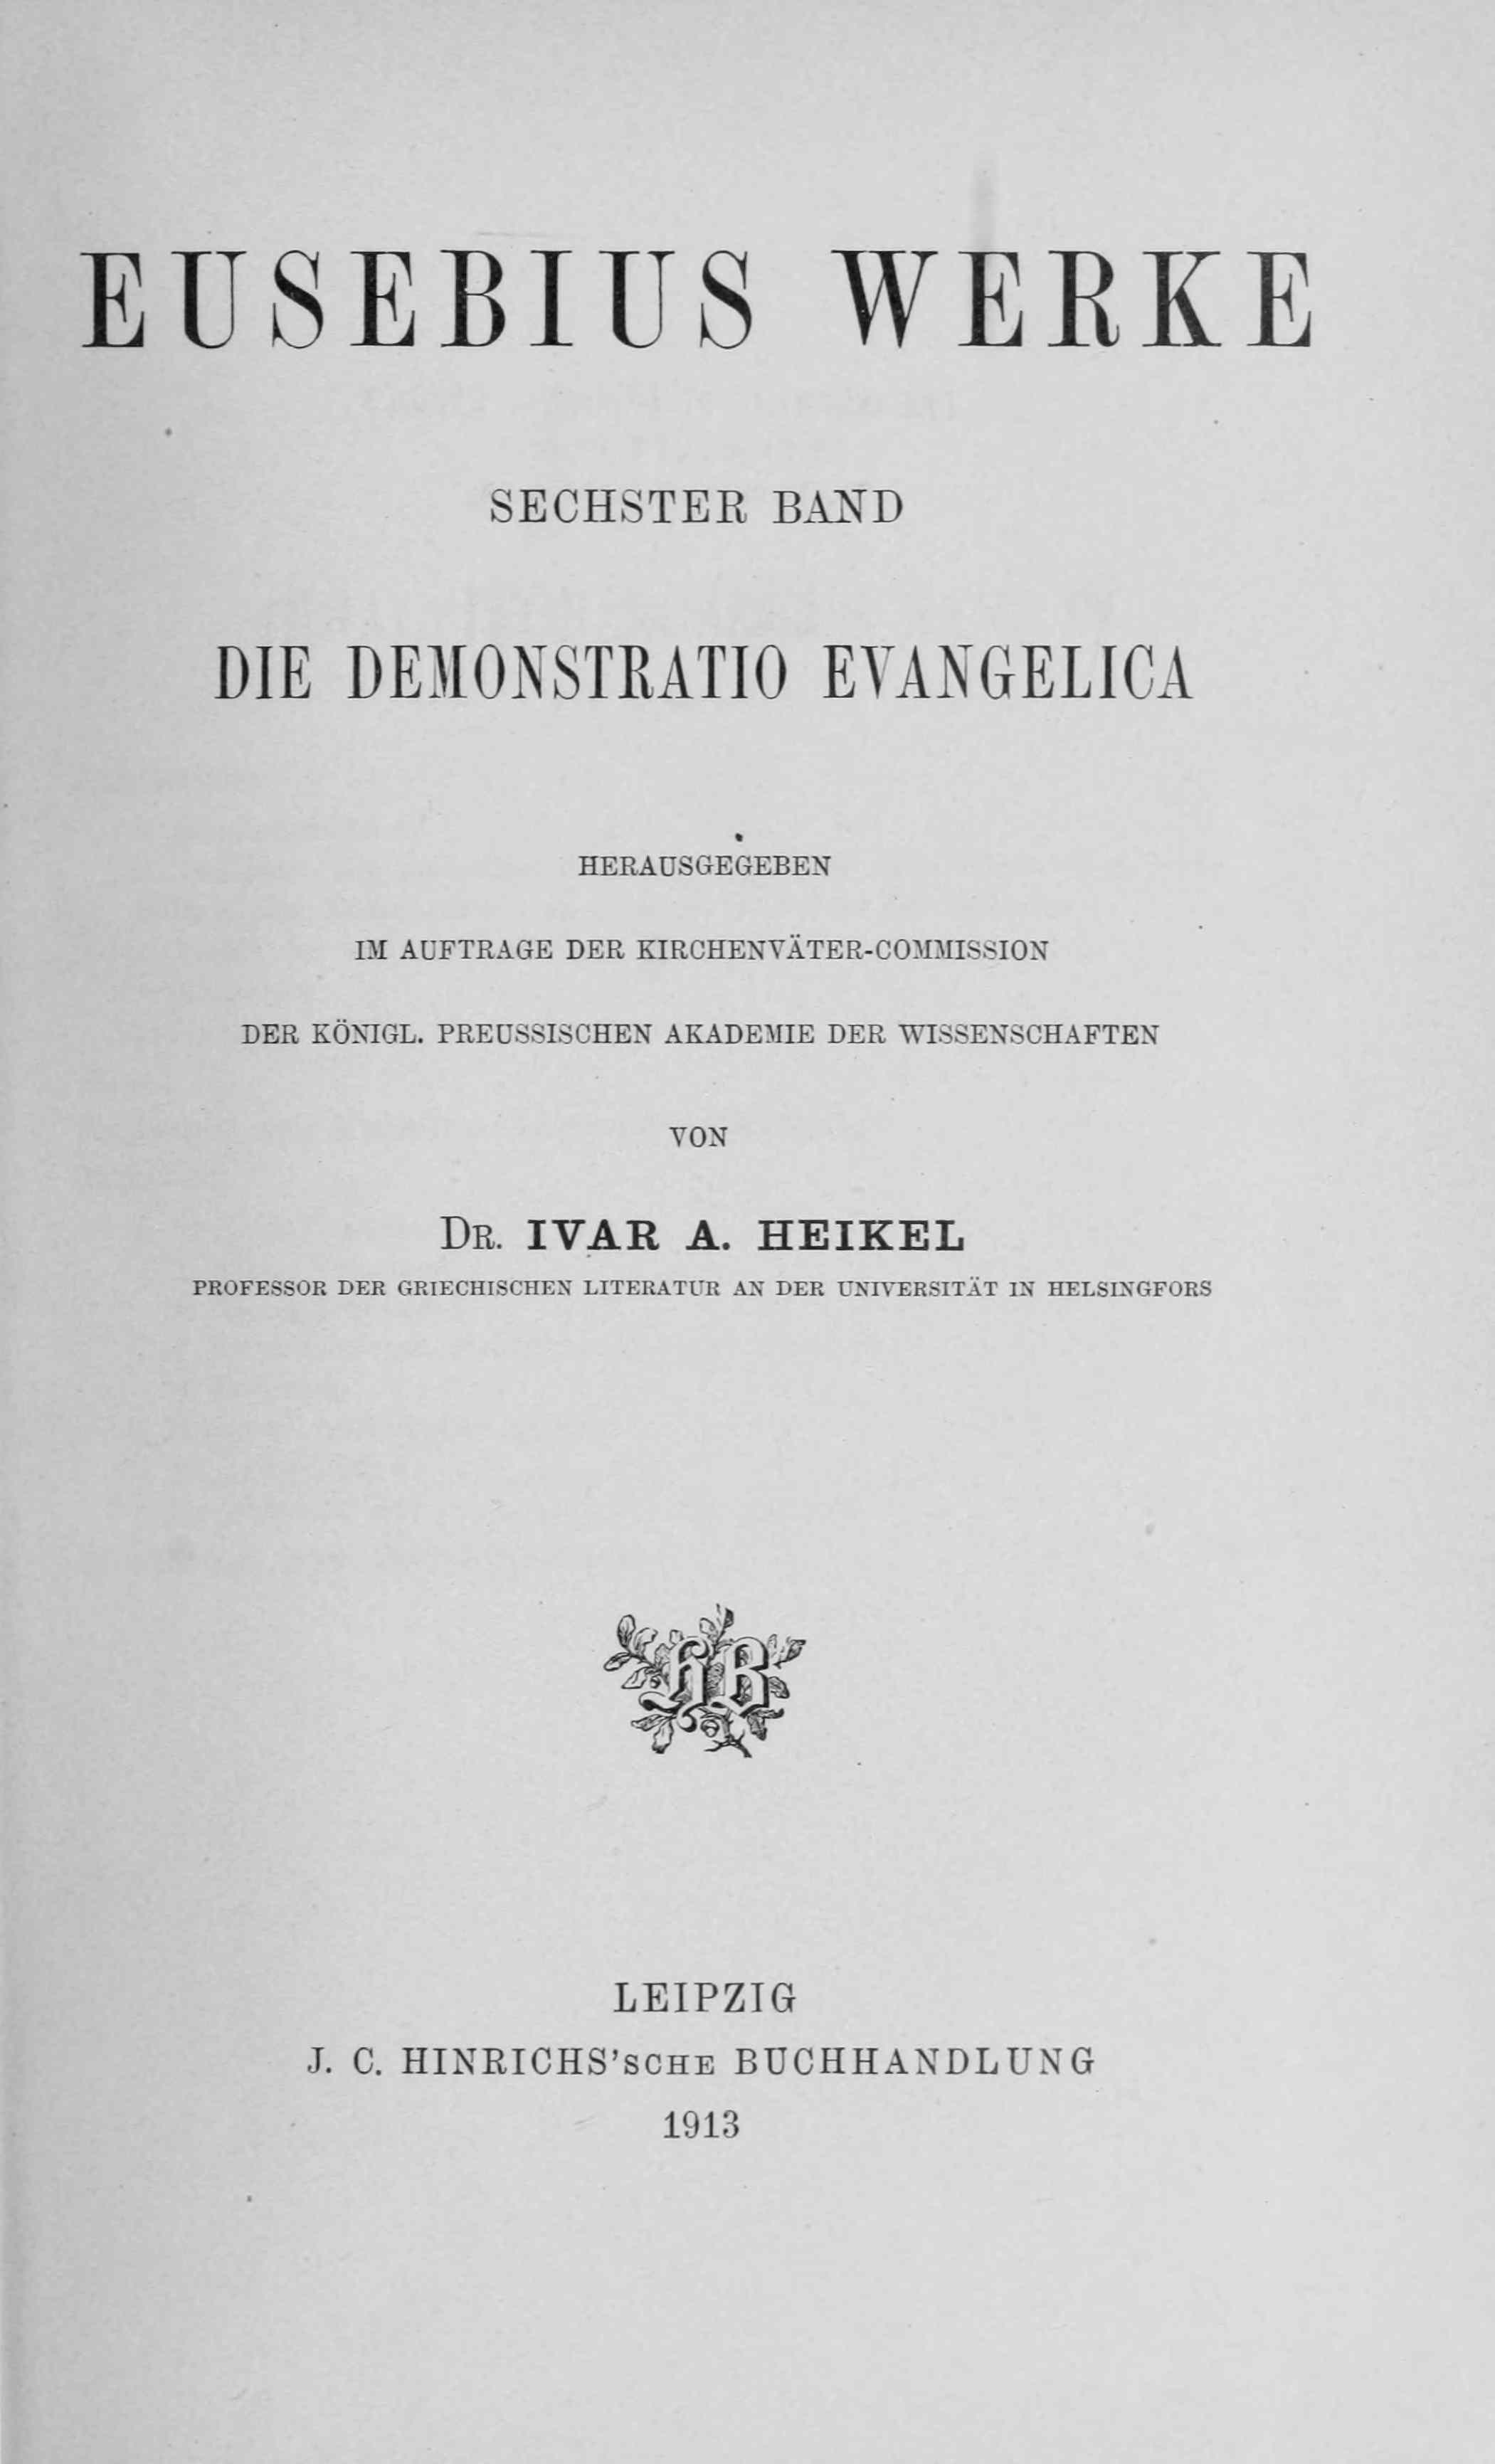 EUSEBIUS WERKE
SECHSTER BAND
DIE DEMONSTRATIO EVANGELICA
HERAUSGEGEBEN
IM AUFTRAGE DER KIRCHENVÄTER-COMMISSION
DER KÖNIGL. PREUSSISCHEN AKADEMIE DER WISSENSCHAFTEN
VON
DR. IVAR A. HEIKEL
PROFESSOR DER GRIECHISCHEN LITERATUR AN DER UNIVERSITÄT IN HELSINGFORS
HB
LEIPZIG
J. C. HINRICHS'SCHE BUCHHANDLUNG
1913